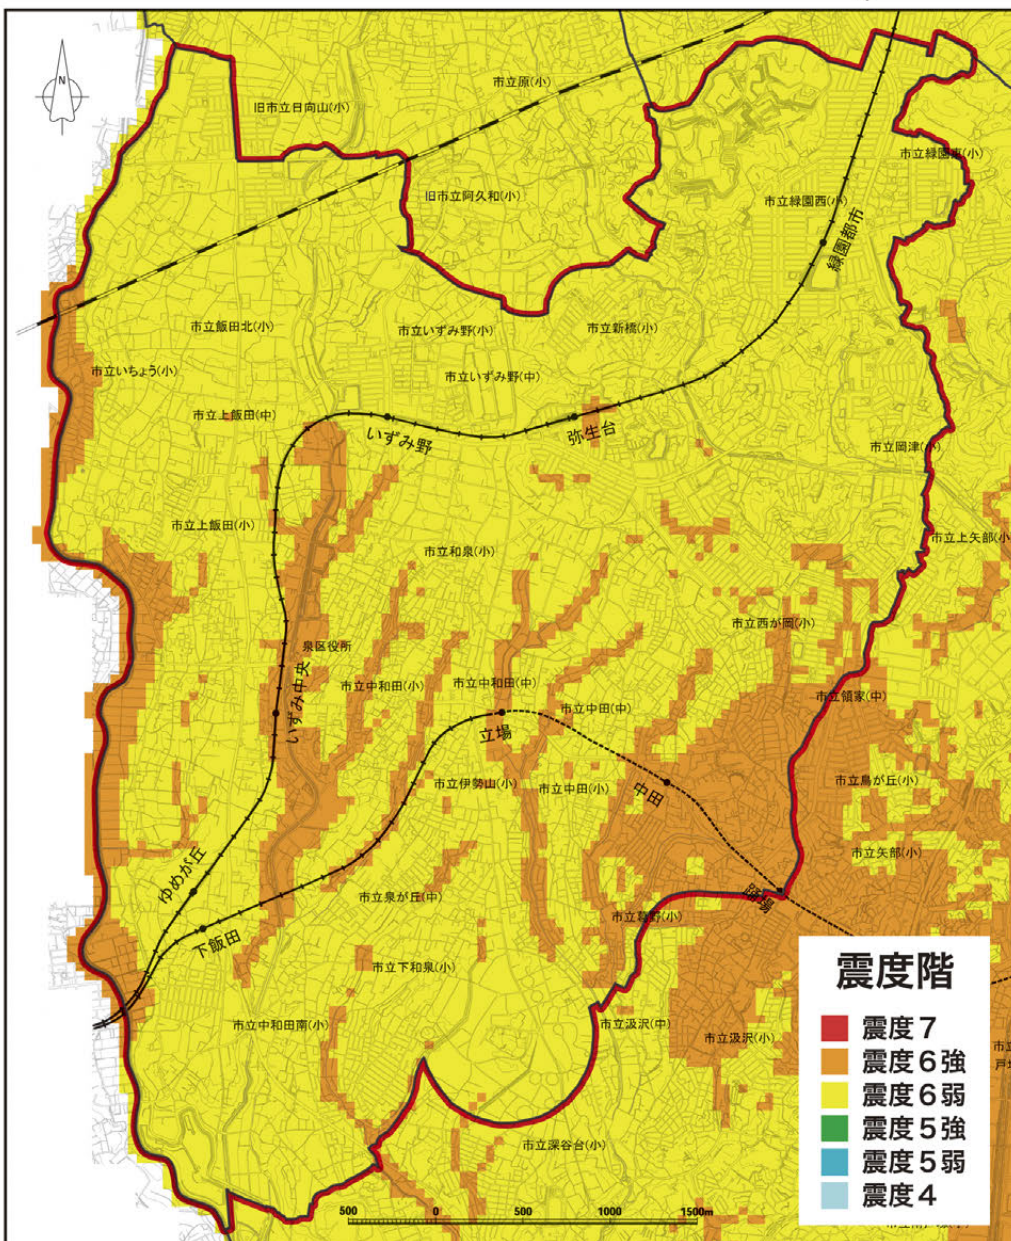 N
市立原(小)
旧市立日向山(小)
市立緑園東(小)
旧市立阿久和(小)
市立緑園西(小)
緑園都市
市立飯田北(小)
市立いずみ野(小)
市立新橋(小)
市立いちょう(小)
市立いずみ野(中)
市立上飯田(中)
いずみ野
弥生台
市立岡津(小)
市立上飯田(小)
市立和泉(小)
市立上矢部(小
市立西が岡(小)
泉区役所
いずみ中央
市立中和田(小)
市立中和田(中)
市立領家(中)
市立中田(中)
立場
市立伊勢山(小)
市立中田(小)
中田
市立鳥が丘(小)
市立矢部(小)
ゆめが丘
踊場
市立泉が丘(中)
市立葛野(小)
下飯田
市立下和泉(小)
市立中和田南(小)
市立汲沢(中)
市立汲沢(小)
市立
戸塚
市立深谷台(小)
震度階
震度7
震度6強
震度6弱
震度5強
震度5弱
震度4
500 0 500 1000 1500m